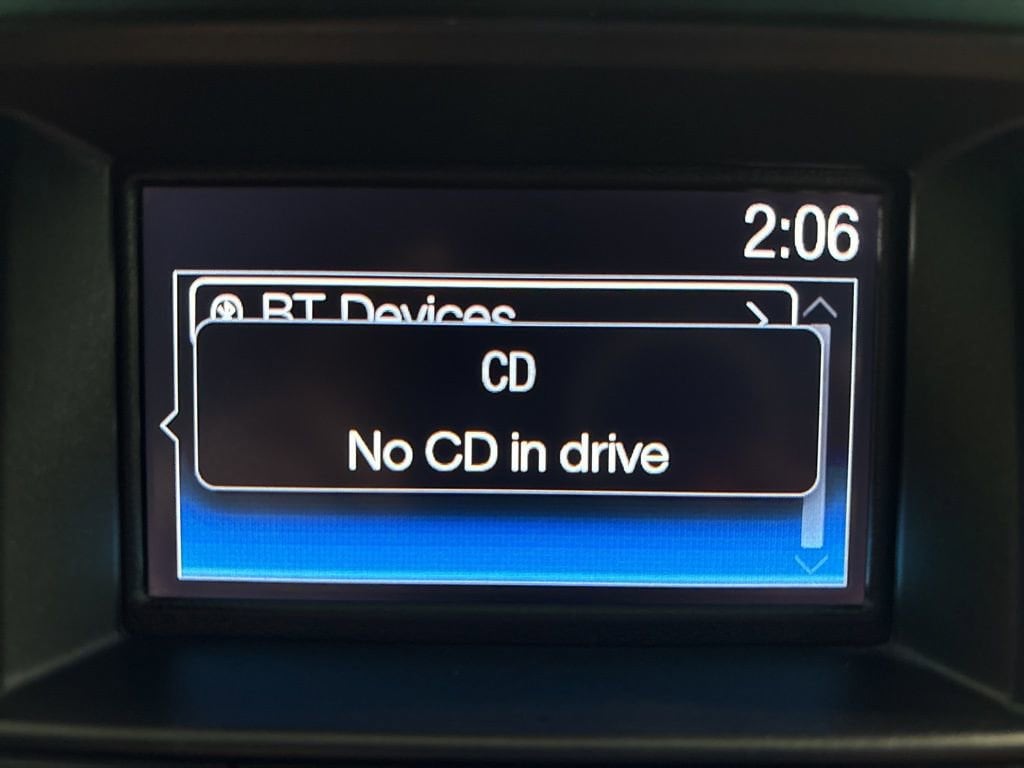 2:06
BT Devices
CD
No CD in drive